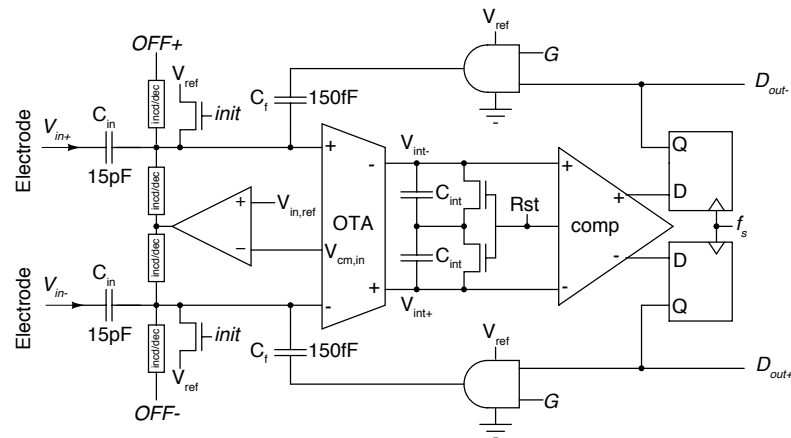 OFF+
V_ref
G
V_ref
incd/dec
init
C_f
150fF
D_out-
Electrode
V_in+
C_in
15pF
+
-
V_int-
+
Q
D
incd/dec
+
V_in,ref
OTA
C_int
Rst
comp
+
f_s
incd/dec
−
V_cm,in
C_int
-
D
Electrode
V_in-
C_in
15pF
-
+
V_int+
-
Q
incd/dec
init
V_ref
C_f
150fF
V_ref
G
D_out+
OFF-